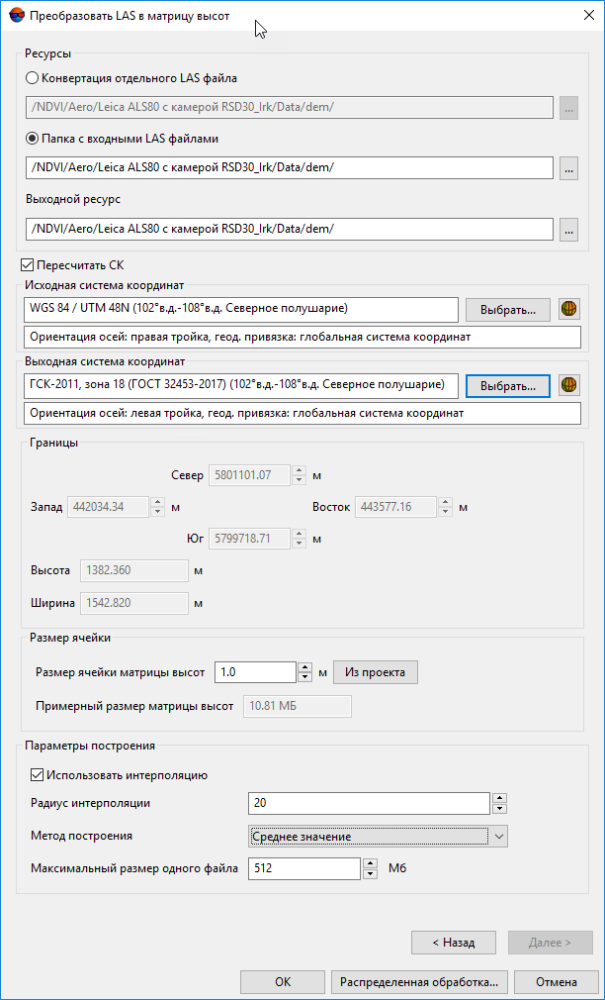 Преобразовать LAS в матрицу высот
Ресурсы
Конвертация отдельного LAS файла
/NDVI/Aero/Leica ALS80 с камерой RSD30_Irk/Data/dem/
...
Папка с входными LAS файлами
/NDVI/Aero/Leica ALS80 с камерой RSD30_Irk/Data/dem/
...
Выходной ресурс
/NDVI/Aero/Leica ALS80 с камерой RSD30_Irk/Data/dem/
...
Пересчитать СК
Исходная система координат
WGS 84 / UTM 48N (102°в.д.-108°в.д. Северное полушарие)
Выбрать...
Ориентация осей: правая тройка, геод. привязка: глобальная система координат
Выходная система координат
ГСК-2011, зона 18 (ГОСТ 32453-2017) (102°в.д.-108°в.д. Северное полушарие)
Выбрать...
Ориентация осей: левая тройка, геод. привязка: глобальная система координат
Границы
Север 5801101.07 м
Запад 442034.34 м Восток 443577.16 м
Юг 5799718.71 м
Высота 1382.360 м
Ширина 1542.820 м
Размер ячейки
Размер ячейки матрицы высот 1.0 м Из проекта
Примерный размер матрицы высот 10.81 МБ
Параметры построения
Использовать интерполяцию
Радиус интерполяции 20
Метод построения Среднее значение
Максимальный размер одного файла 512 Мб
< Назад Далее >
ОК Распределенная обработка... Отмена